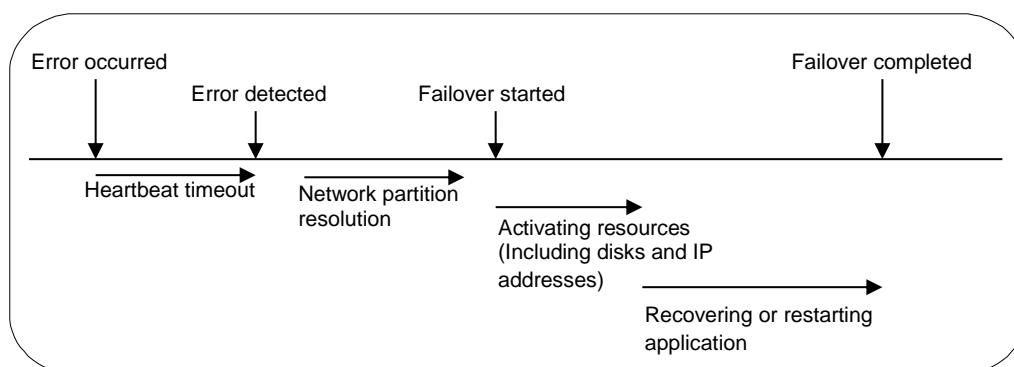 Error occurred
Failover completed
Error detected
Failover started
Heartbeat timeout
Network partition
resolution
Activating resources
(Including disks and IP
addresses)
Recovering or restarting
application